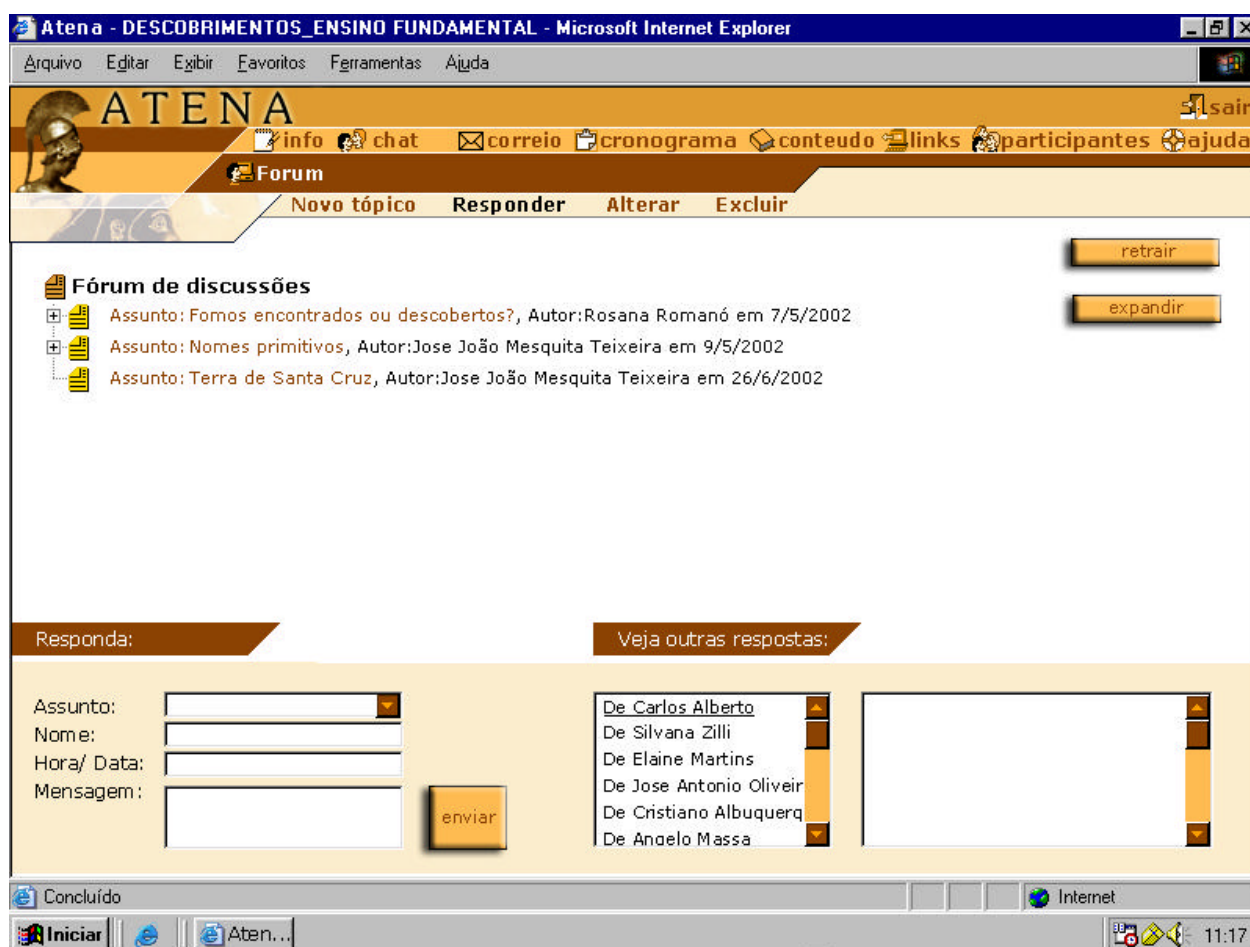 Atena - DESCOBRIMENTOS_ENSINO FUNDAMENTAL - Microsoft Internet Explorer
Arquivo Editar Exibir Favoritos Ferramentas Ajuda
ATENA
sair
info chat correio cronograma conteudo links participantes ajuda
Forum
Novo tópico Responder Alterar Excluir
retrair
Fórum de discussões
expandir
Assunto: Fomos encontrados ou descobertos?, Autor:Rosana Romanó em 7/5/2002
Assunto: Nomes primitivos, Autor:Jose João Mesquita Teixeira em 9/5/2002
Assunto: Terra de Santa Cruz, Autor:Jose João Mesquita Teixeira em 26/6/2002
Responda: Veja outras respostas:
Assunto:
Nome:
Hora/ Data:
Mensagem:
enviar
De Carlos Alberto
De Silvana Zilli
De Elaine Martins
De Jose Antonio Oliveir
De Cristiano Albuquerq
De Angelo Massa
Concluído Internet
Iniciar Aten... 11:17